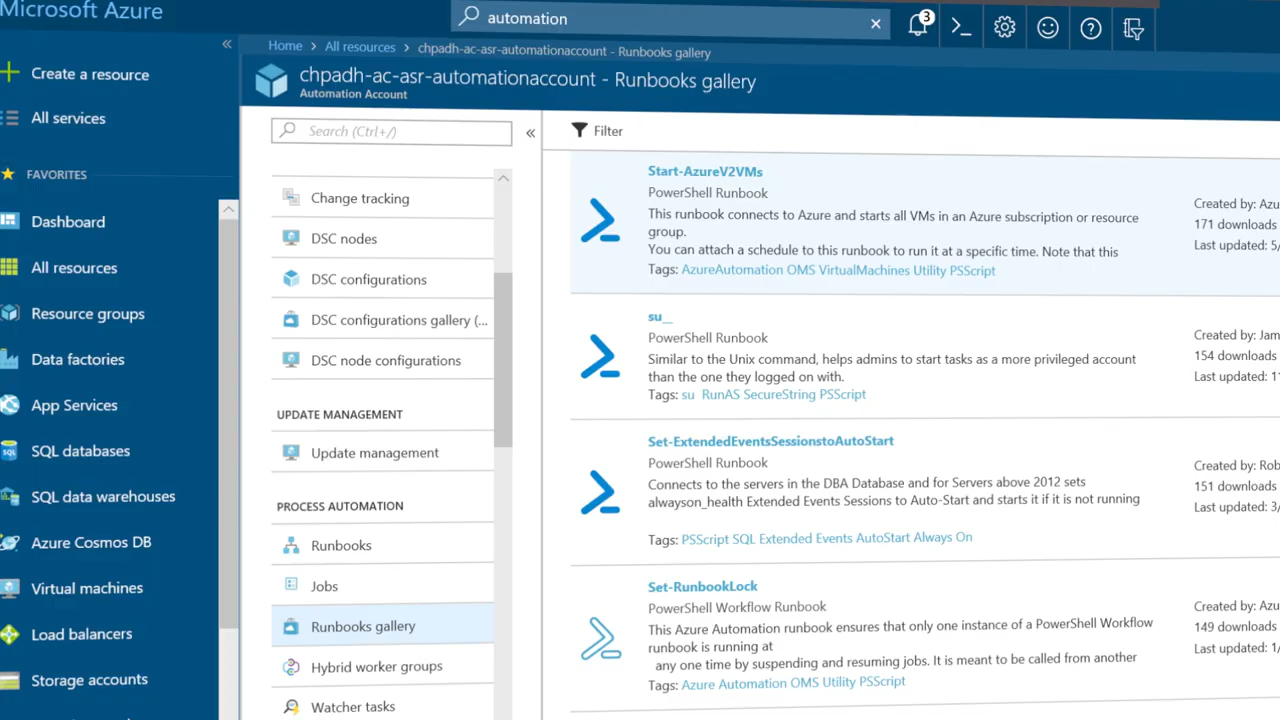 Microsoft Azure
automation
3
Create a resource
All services
FAVORITES
Dashboard
All resources
Resource groups
Data factories
App Services
SQL databases
SQL data warehouses
Azure Cosmos DB
Virtual machines
Load balancers
Storage accounts
Home > All resources > chpadh-ac-asr-automationaccount - Runbooks gallery
chpadh-ac-asr-automationaccount - Runbooks gallery
Automation Account
Search (Ctrl+/)
Change tracking
DSC nodes
DSC configurations
DSC configurations gallery (...
DSC node configurations
UPDATE MANAGEMENT
Update management
PROCESS AUTOMATION
Runbooks
Jobs
Runbooks gallery
Hybrid worker groups
Watcher tasks
Filter
Start-AzureV2VMs
PowerShell Runbook
This runbook connects to Azure and starts all VMs in an Azure subscription or resource
group.
You can attach a schedule to this runbook to run it at a specific time. Note that this
Tags: AzureAutomation OMS VirtualMachines Utility PSScript
Created by: Azu
171 downloads
Last updated: 5/
su__
PowerShell Runbook
Similar to the Unix command, helps admins to start tasks as a more privileged account
than the one they logged on with.
Tags: su RunAS SecureString PSScript
Created by: Jam
154 downloads
Last updated: 11
Set-ExtendedEventsSessionstoAutoStart
PowerShell Runbook
Connects to the servers in the DBA Database and for Servers above 2012 sets
alwayson_health Extended Events Sessions to Auto-Start and starts it if it is not running
Tags: PSScript SQL Extended Events AutoStart Always On
Created by: Rob
151 downloads
Last updated: 3/
Set-RunbookLock
PowerShell Workflow Runbook
This Azure Automation runbook ensures that only one instance of a PowerShell Workflow
runbook is running at
any one time by suspending and resuming jobs. It is meant to be called from another
Tags: Azure Automation OMS Utility PSScript
Created by: Azu
149 downloads
Last updated: 1/